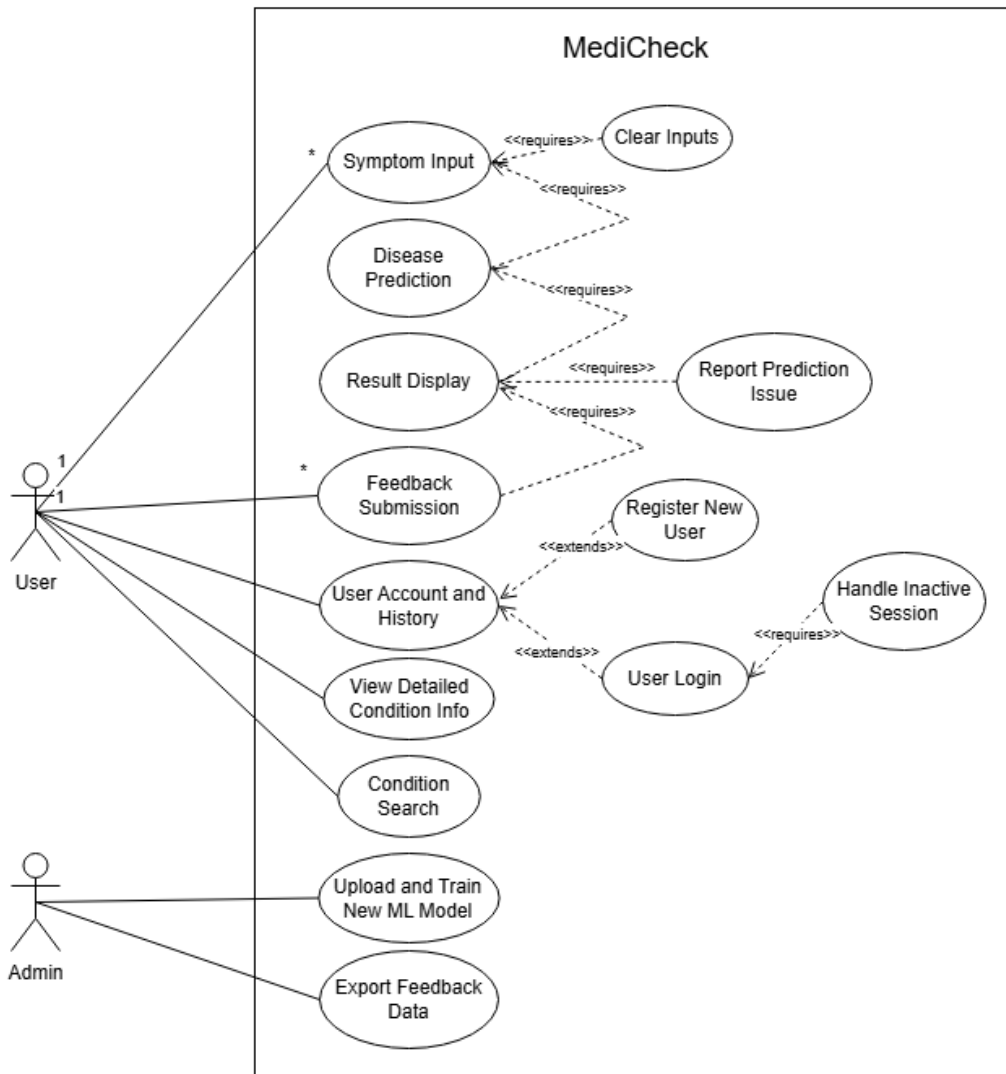 MediCheck
<<requires>>
Clear Inputs
*
Symptom Input
<<requires>>
Disease
Prediction
<<requires>>
Result Display
<<requires>>
Report Prediction
Issue
<<requires>>
1
*
Feedback
Submission
1
User
Register New
User
<<extends>>
User Account and
History
Handle Inactive
Session
<<requires>>
<<extends>>
User Login
View Detailed
Condition Info
Condition
Search
Admin
Upload and Train
New ML Model
Export Feedback
Data